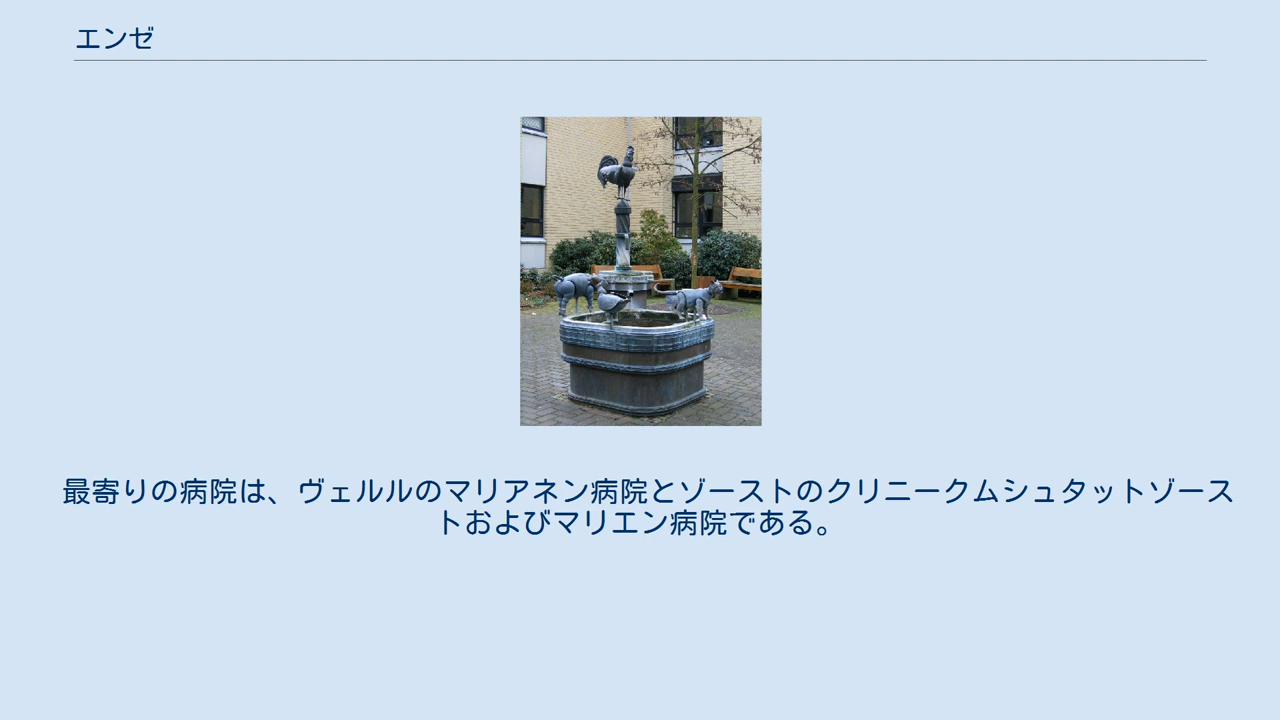 エンゼ
最寄りの病院は、ヴェルルのマリアネン病院とゾーストのクリニークムシュタットゾース
トおよびマリエン病院である。